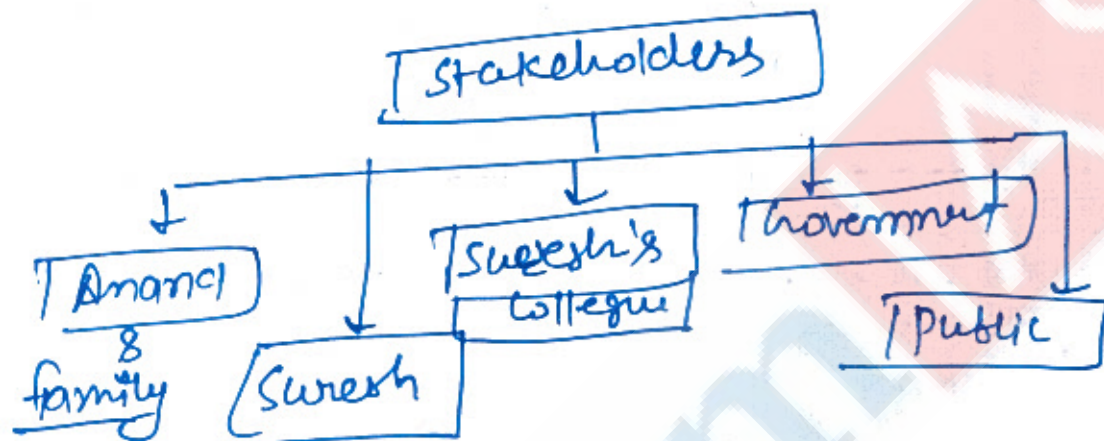 Stakeholders
Anand
&
family
Suresh
Suresh's
Collegue
Government
Public